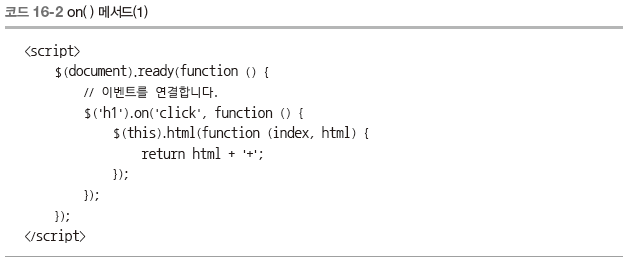 코드 16-2 on( ) 메서드(1)
<script>
    $(document).ready(function () {
        // 이벤트를 연결합니다.
        $('h1').on('click', function () {
            $(this).html(function (index, html) {
                return html + '+';
            });
        });
    });
</script>